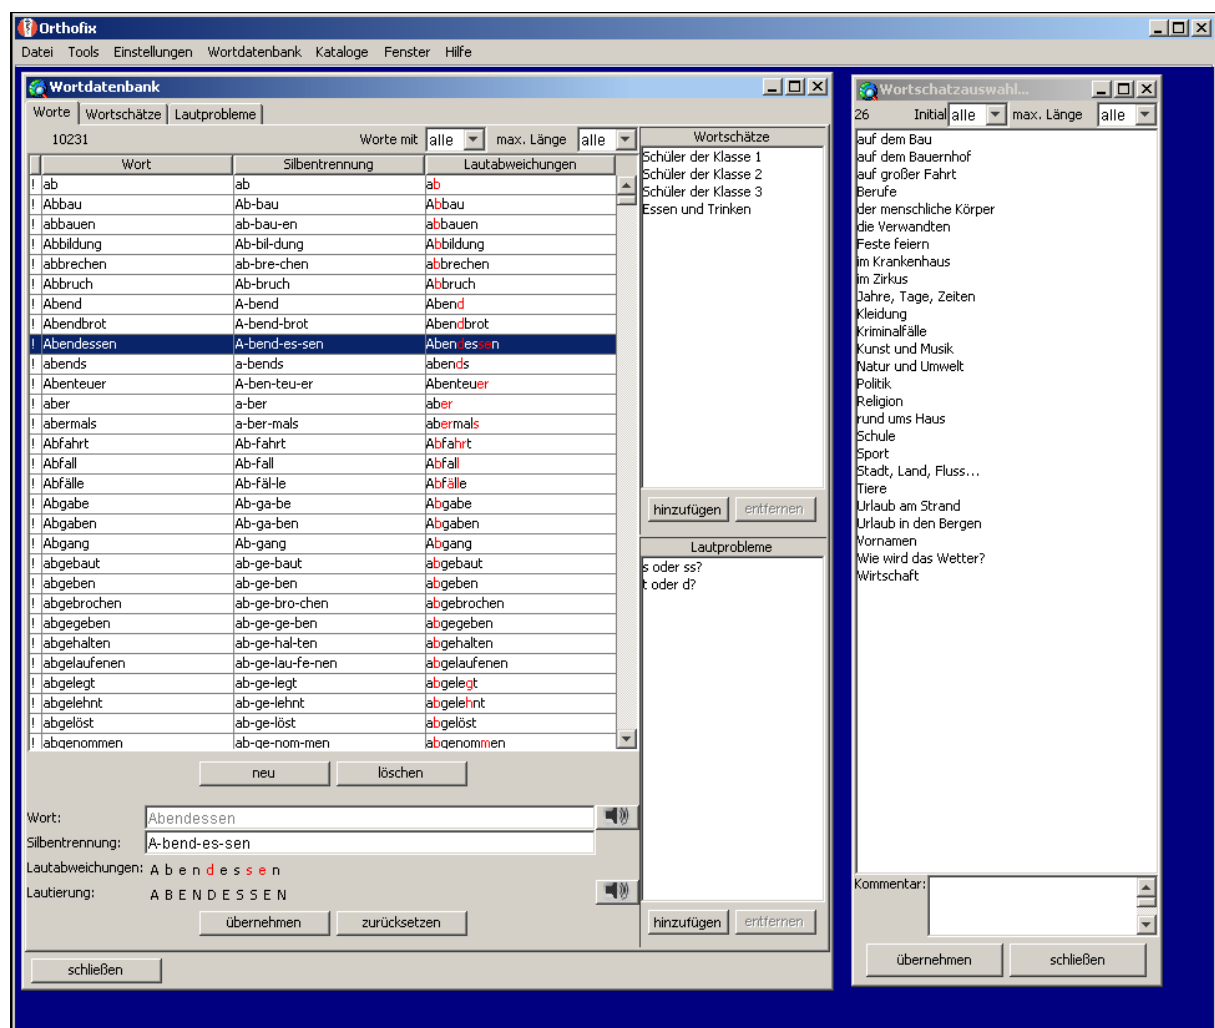 Orthofix
Datei Tools Einstellungen Wortdatenbank Kataloge Fenster Hilfe
Wortdatenbank
Worte Wortschätze Lautprobleme
10231 Worte mit alle max. Länge alle
Wort Silbentrennung Lautabweichungen
! ab ab ab
! Abbau Ab-bau Abbau
! abbauen ab-bau-en abbauen
! Abbildung Ab-bil-dung Abbildung
! abbrechen ab-bre-chen abbrechen
! Abbruch Ab-bruch Abbruch
! Abend A-bend Abend
! Abendbrot A-bend-brot Abendbrot
! Abendessen A-bend-es-sen Abendessen
! abends a-bends abends
! Abenteuer A-ben-teu-er Abenteuer
! aber a-ber aber
! abermals a-ber-mals abermals
! Abfahrt Ab-fahrt Abfahrt
! Abfall Ab-fall Abfall
! Abfälle Ab-fäl-le Abfälle
! Abgabe Ab-ga-be Abgabe
! Abgaben Ab-ga-ben Abgaben
! Abgang Ab-gang Abgang
! abgebaut ab-ge-baut abgebaut
! abgeben ab-ge-ben abgeben
! abgebrochen ab-ge-bro-chen abgebrochen
! abgegeben ab-ge-ge-ben abgegeben
! abgehalten ab-ge-hal-ten abgehalten
! abgelaufenen ab-ge-lau-fe-nen abgelaufenen
! abgelegt ab-ge-legt abgelegt
! abgelehnt ab-ge-lehnt abgelehnt
! abgelöst ab-ge-löst abgelöst
! abgenommen ab-ge-nom-men abgenommen
neu löschen
Wort: Abendessen
Silbentrennung: A-bend-es-sen
Lautabweichungen: A b e n d e s s e n
Lautierung: A B E N D E S S E N
übernehmen zurücksetzen
schließen
Wortschätze
Schüler der Klasse 1
Schüler der Klasse 2
Schüler der Klasse 3
Essen und Trinken
hinzufügen entfernen
Lautprobleme
s oder ss?
t oder d?
hinzufügen entfernen
Wortschatzauswahl...
26 Initial alle max. Länge alle
auf dem Bau
auf dem Bauernhof
auf großer Fahrt
Berufe
der menschliche Körper
die Verwandten
Feste feiern
im Krankenhaus
im Zirkus
Jahre, Tage, Zeiten
Kleidung
Kriminalfälle
Kunst und Musik
Natur und Umwelt
Politik
Religion
rund ums Haus
Schule
Sport
Stadt, Land, Fluss...
Tiere
Urlaub am Strand
Urlaub in den Bergen
Vornamen
Wie wird das Wetter?
Wirtschaft
Kommentar:
übernehmen schließen